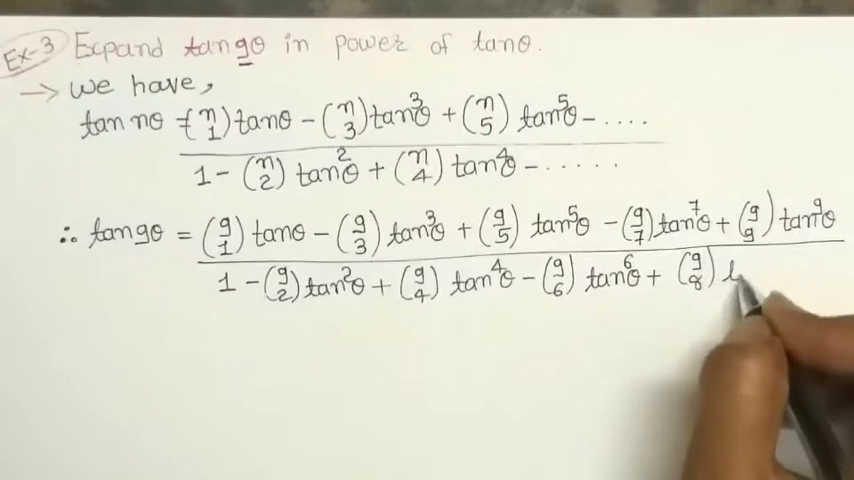 Ex-3 Expand tan9θ in power of tanθ.
→ We have,
tan nθ = (n 1) tanθ - (n 3) tan³θ + (n 5) tan⁵θ - ....
1 - (n 2) tan²θ + (n 4) tan⁴θ - ......
∴ tan9θ = (9 1) tanθ - (9 3) tan³θ + (9 5) tan⁵θ - (9 7) tan⁷θ + (9 9) tan⁹θ
1 - (9 2) tan²θ + (9 4) tan⁴θ - (9 6) tan⁶θ + (9 8) t